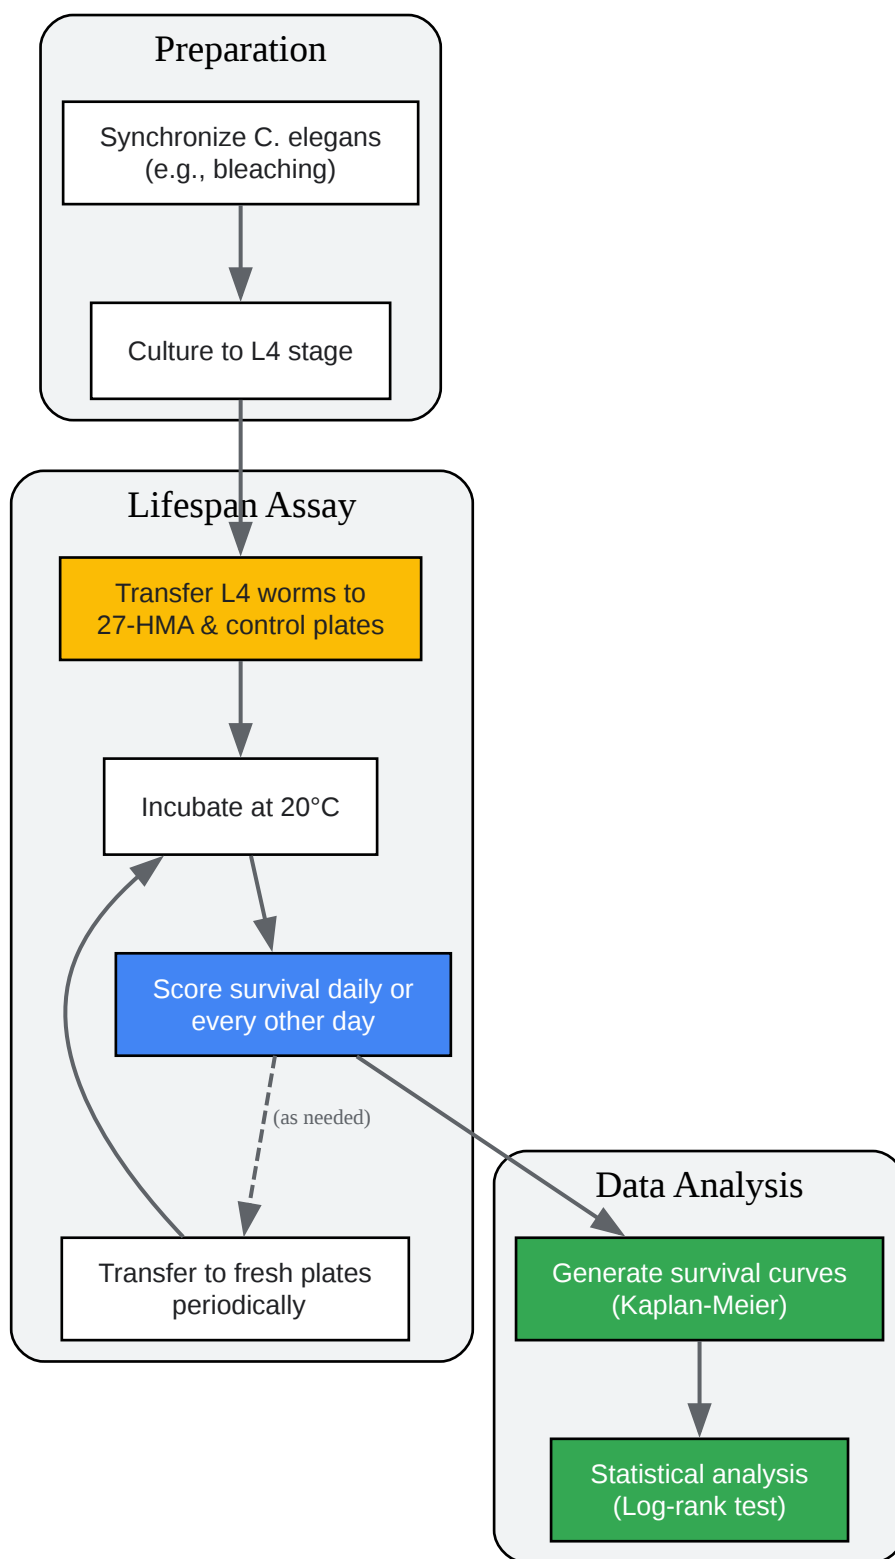 Preparation
Synchronize C. elegans
(e.g., bleaching)
Culture to L4 stage
Lifespan Assay
Transfer L4 worms to
27-HMA & control plates
Incubate at 20°C
Score survival daily or
every other day
(as needed)
Transfer to fresh plates
periodically
Data Analysis
Generate survival curves
(Kaplan-Meier)
Statistical analysis
(Log-rank test)